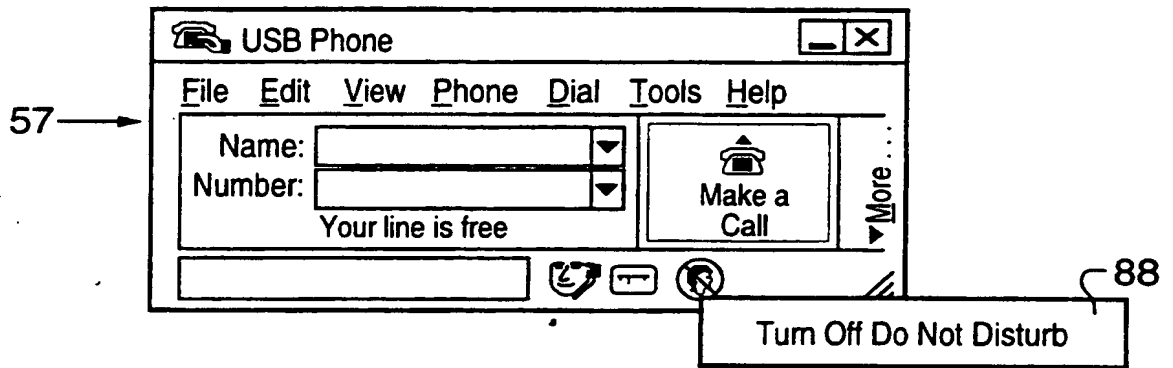 USB Phone
File Edit View Phone Dial Tools Help
57
Name:
Number:
Your line is free
Make a
Call
More...
88
Turn Off Do Not Disturb